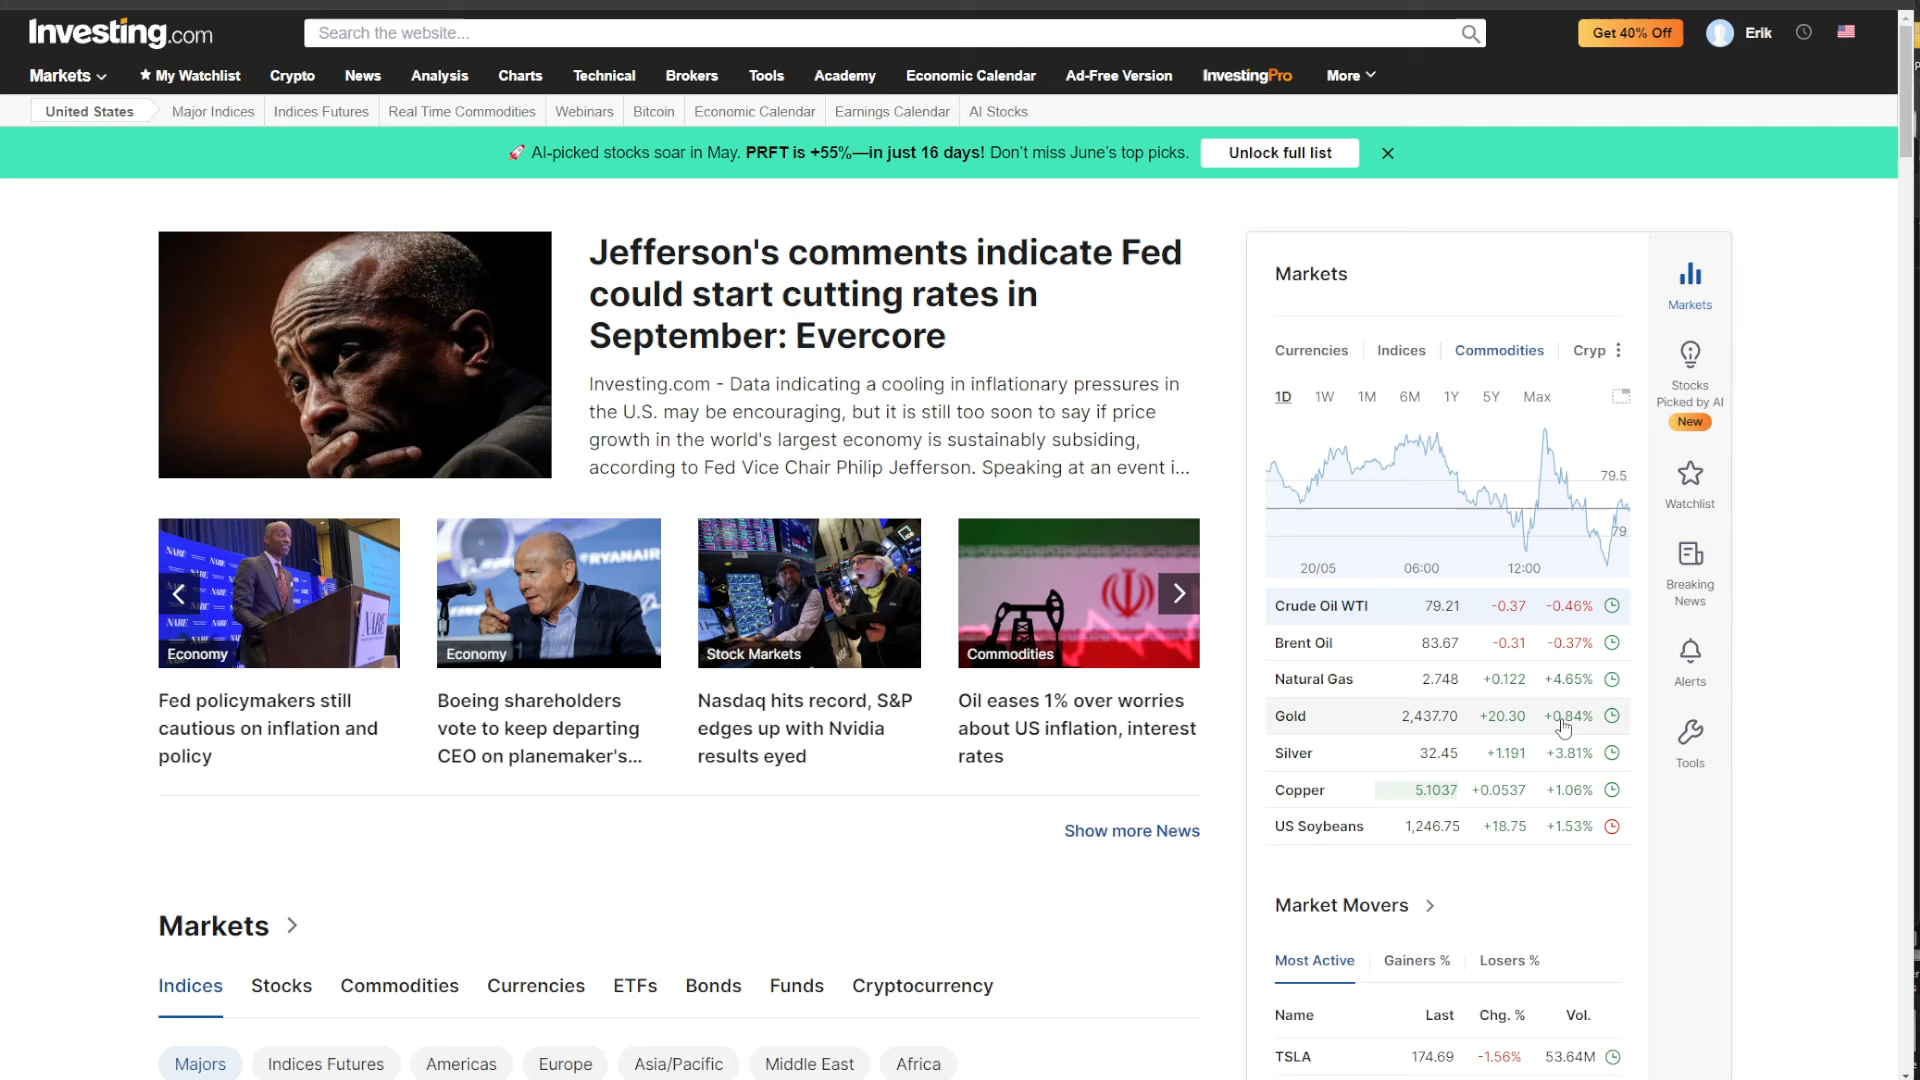 Investing.com
Search the website...
Get 40% Off
Erik
Markets
My Watchlist
Crypto
News
Analysis
Charts
Technical
Brokers
Tools
Academy
Economic Calendar
Ad-Free Version
InvestingPro
More
United States
Major Indices
Indices Futures
Real Time Commodities
Webinars
Bitcoin
Economic Calendar
Earnings Calendar
AI Stocks
AI-picked stocks soar in May. PRFT is +55%—in just 16 days! Don't miss June's top picks.
Unlock full list
Jefferson's comments indicate Fed
could start cutting rates in
September: Evercore
Investing.com - Data indicating a cooling in inflationary pressures in
the U.S. may be encouraging, but it is still too soon to say if price
growth in the world's largest economy is sustainably subsiding,
according to Fed Vice Chair Philip Jefferson. Speaking at an event i...
NABE
RYANAIR
Economy
Economy
Stock Markets
Commodities
Fed policymakers still
cautious on inflation and
policy
Boeing shareholders
vote to keep departing
CEO on planemaker's...
Nasdaq hits record, S&P
edges up with Nvidia
results eyed
Oil eases 1% over worries
about US inflation, interest
rates
Show more News
Markets
Indices
Stocks
Commodities
Currencies
ETFs
Bonds
Funds
Cryptocurrency
Majors
Indices Futures
Americas
Europe
Asia/Pacific
Middle East
Africa
Markets
Currencies
Indices
Commodities
Cryp
1D 1W 1M 6M 1Y 5Y Max
79.5
79
20/05 06:00 12:00
Crude Oil WTI 79.21 -0.37 -0.46%
Brent Oil 83.67 -0.31 -0.37%
Natural Gas 2.748 +0.122 +4.65%
Gold 2,437.70 +20.30 +0.84%
Silver 32.45 +1.191 +3.81%
Copper 5.1037 +0.0537 +1.06%
US Soybeans 1,246.75 +18.75 +1.53%
Market Movers
Most Active
Gainers %
Losers %
Name Last Chg. % Vol.
TSLA 174.69 -1.56% 53.64M
Markets
Stocks
Picked by AI
New
Watchlist
Breaking
News
Alerts
Tools